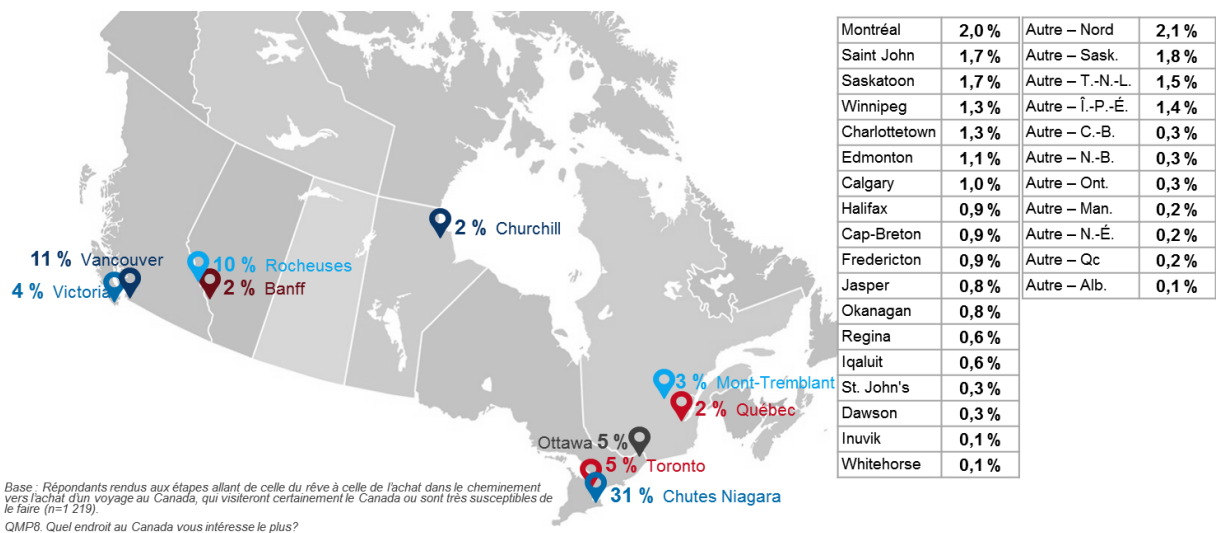 2 % Churchill
11 % Vancouver
10 % Rocheuses
2 % Banff
4 % Victoria
3 % Mont-Tremblant
2 % Québec
Ottawa 5 %
5 % Toronto
31 % Chutes Niagara
Base : Répondants rendus aux étapes allant de celle du rêve à celle de l'achat dans le cheminement
vers l'achat d'un voyage au Canada, qui visiteront certainement le Canada ou sont très susceptibles de
le faire (n=1 219).
QMP8. Quel endroit au Canada vous intéresse le plus?
Montréal 2,0 % Autre – Nord 2,1 %
Saint John 1,7 % Autre – Sask. 1,8 %
Saskatoon 1,7 % Autre – T.-N.-L. 1,5 %
Winnipeg 1,3 % Autre – Î.-P.-É. 1,4 %
Charlottetown 1,3 % Autre – C.-B. 0,3 %
Edmonton 1,1 % Autre – N.-B. 0,3 %
Calgary 1,0 % Autre – Ont. 0,3 %
Halifax 0,9 % Autre – Man. 0,2 %
Cap-Breton 0,9 % Autre – N.-É. 0,2 %
Fredericton 0,9 % Autre – Qc 0,2 %
Jasper 0,8 % Autre – Alb. 0,1 %
Okanagan 0,8 %
Regina 0,6 %
Iqaluit 0,6 %
St. John's 0,3 %
Dawson 0,3 %
Inuvik 0,1 %
Whitehorse 0,1 %